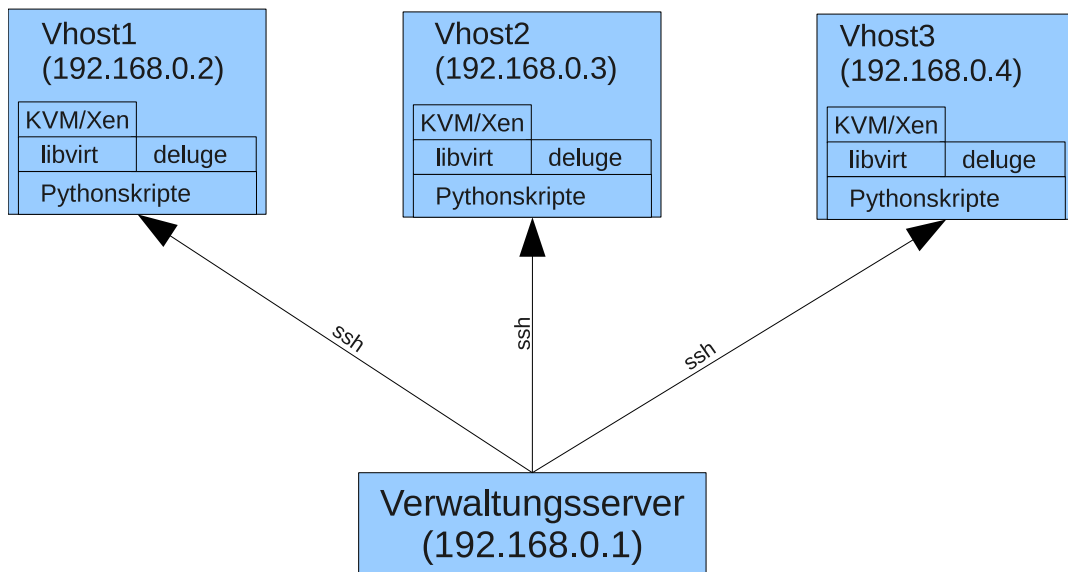 Vhost1
(192.168.0.2)
KVM/Xen
libvirt
deluge
Pythonskripte
Vhost2
(192.168.0.3)
KVM/Xen
libvirt
deluge
Pythonskripte
Vhost3
(192.168.0.4)
KVM/Xen
libvirt
deluge
Pythonskripte
ssh
ssh
ssh
Verwaltungsserver
(192.168.0.1)